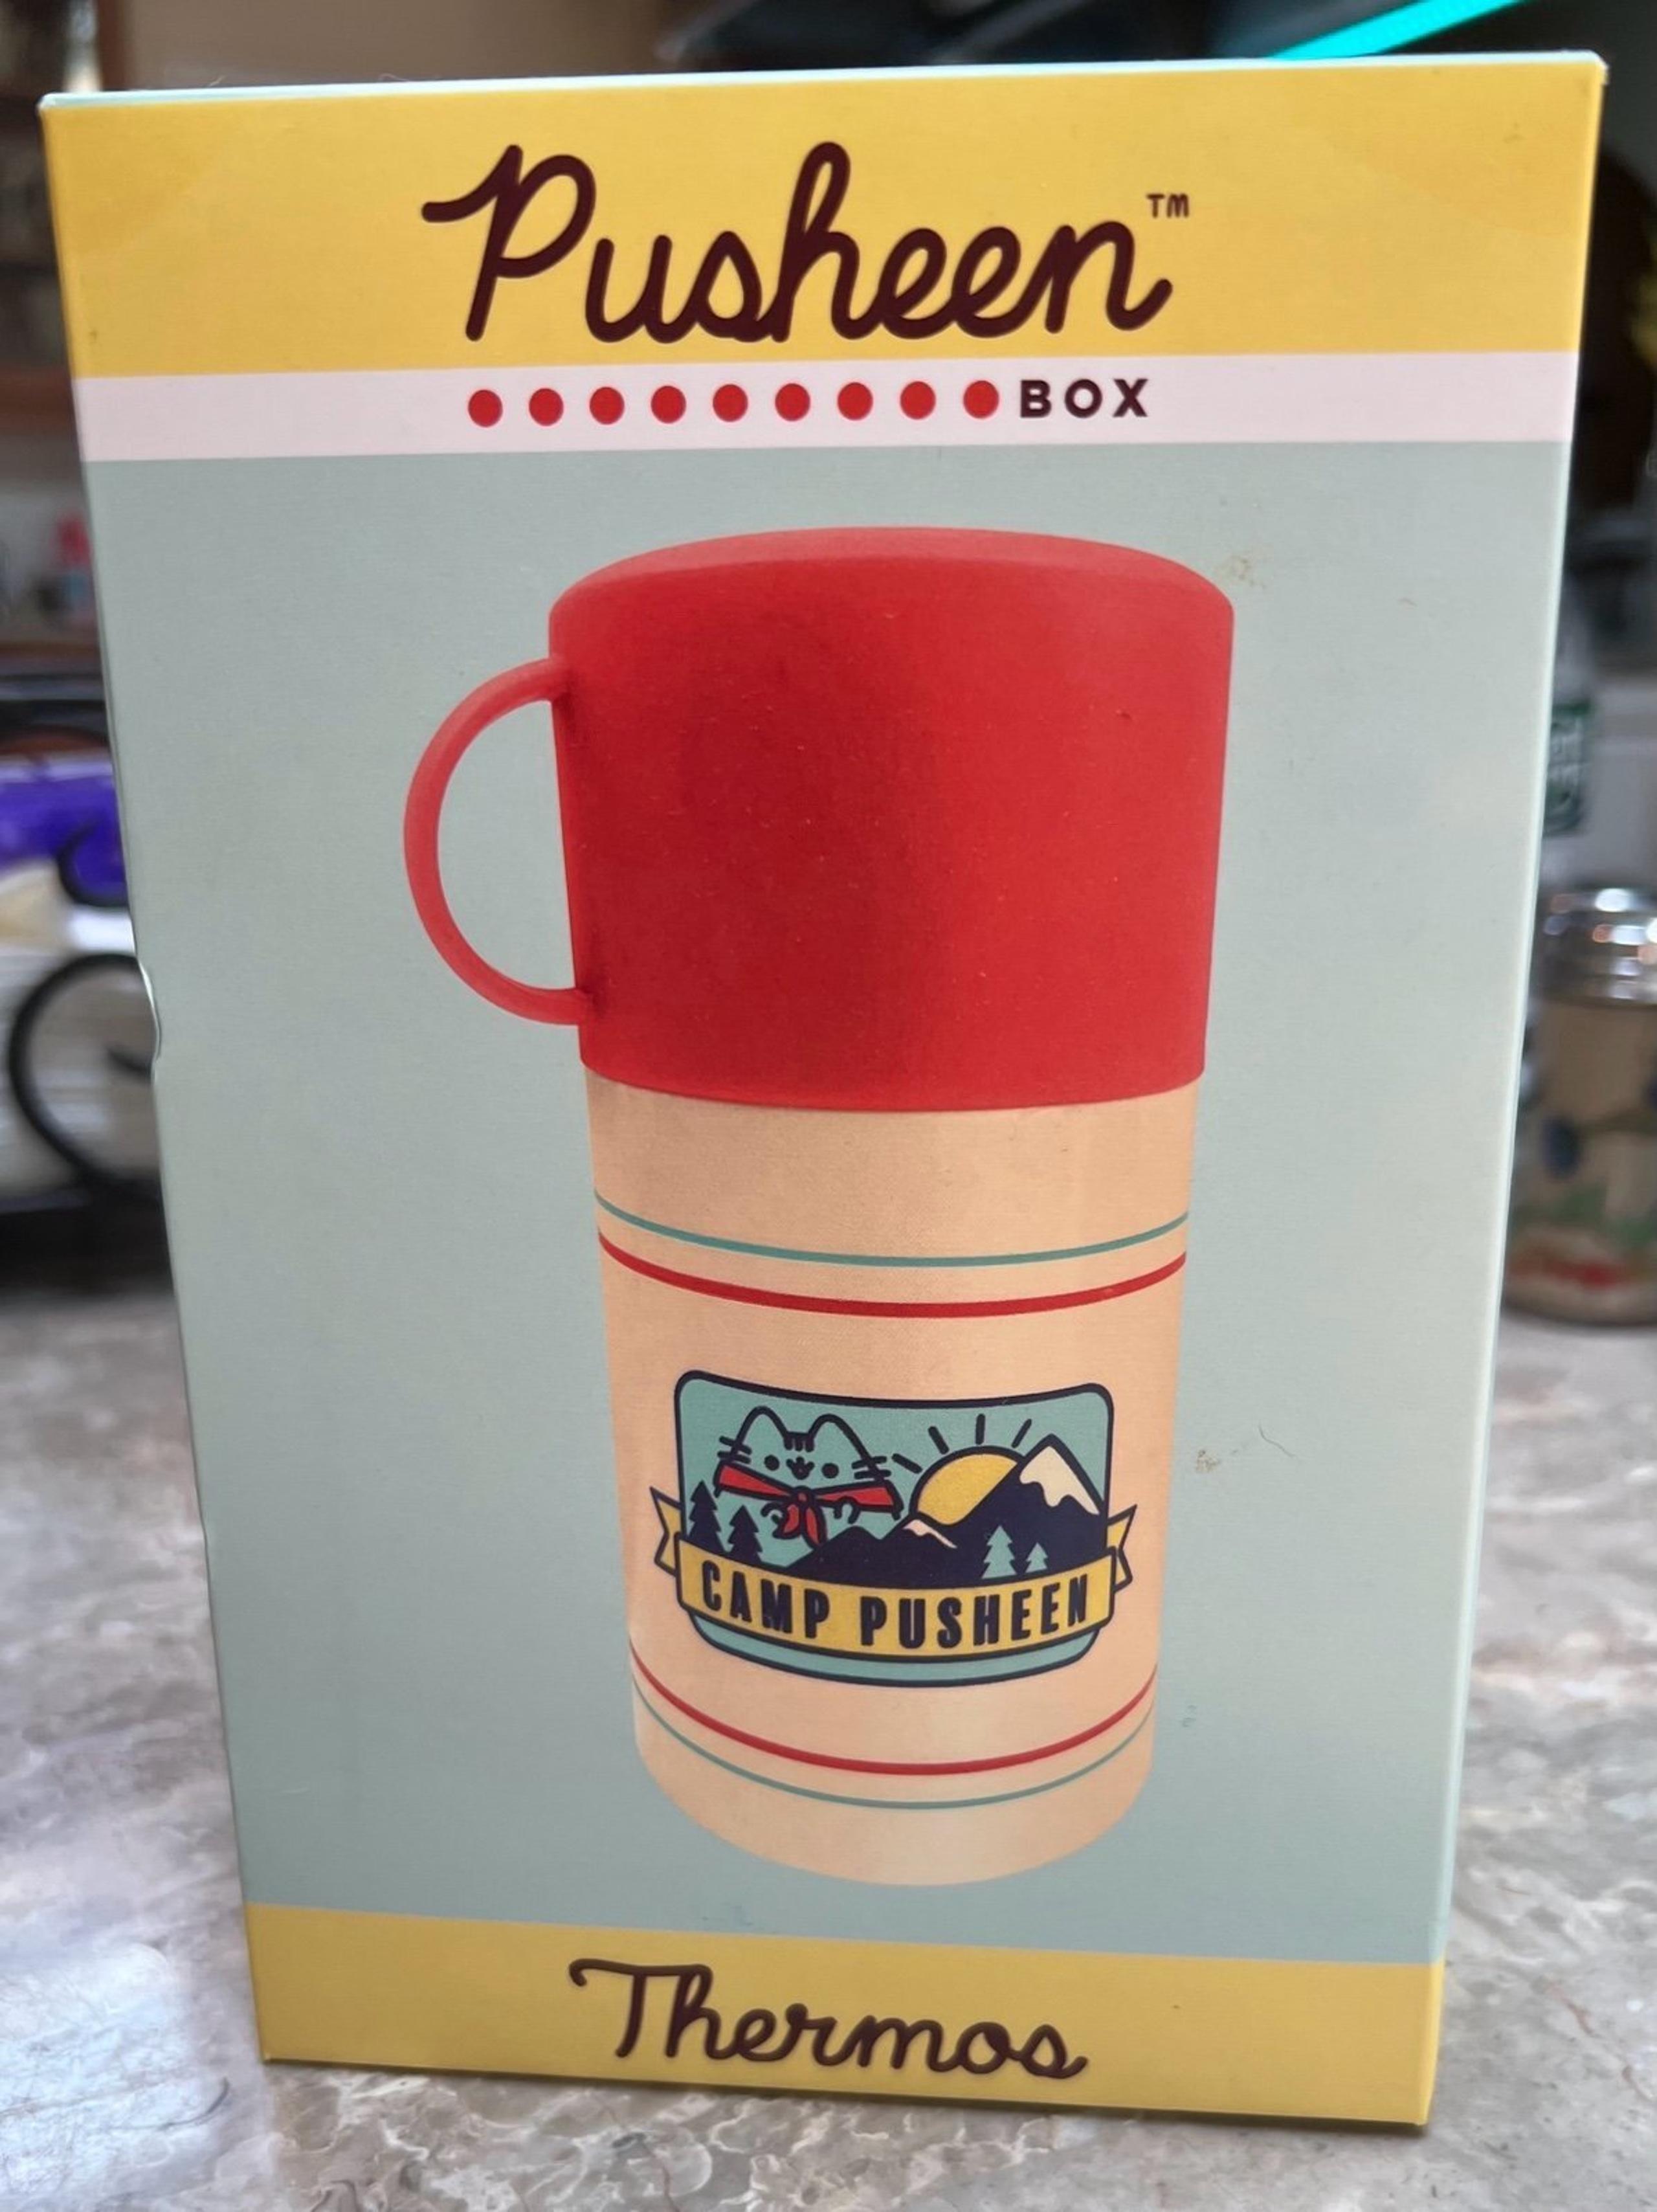 Pusheen™
BOX
CAMP PUSHEEN
Thermos